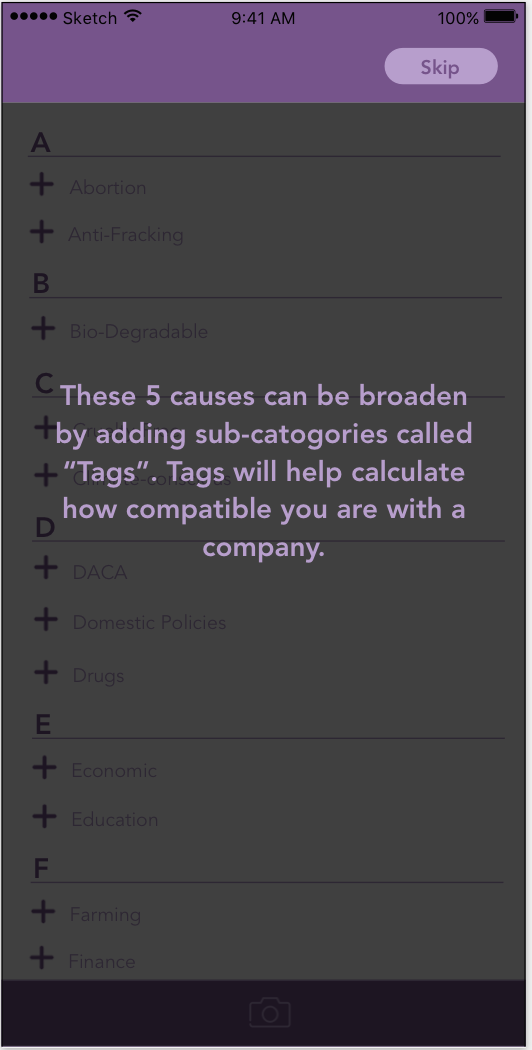 Sketch 9:41 AM 100%
Skip
A
Abortion
Anti-Fracking
B
Bio-Degradable
C
These 5 causes can be broaden
by adding sub-catogories called
“Tags”. Tags will help calculate
how compatible you are with a
company.
D
DACA
Domestic Policies
Drugs
E
Economic
Education
F
Farming
Finance